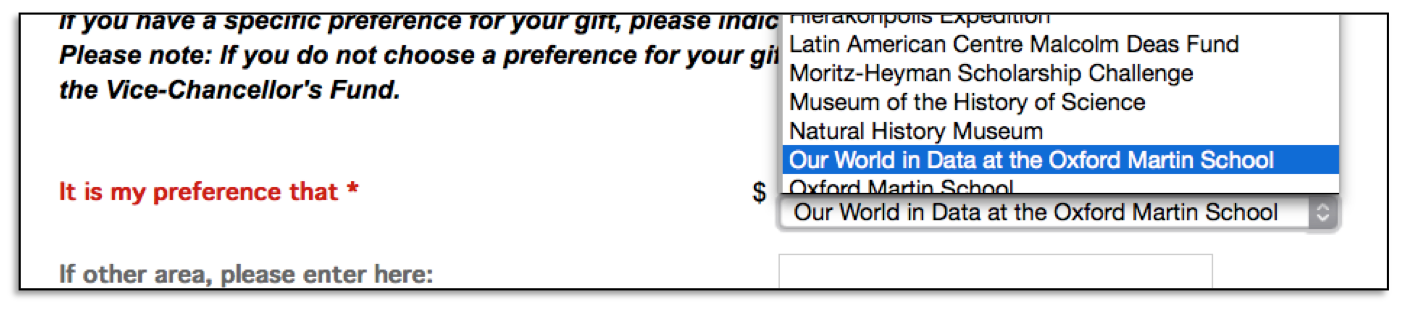 If you have a specific preference for your gift, please indic
Please note: If you do not choose a preference for your gif
the Vice-Chancellor's Fund.
Hierakonpolis Expedition
Latin American Centre Malcolm Deas Fund
Moritz-Heyman Scholarship Challenge
Museum of the History of Science
Natural History Museum
Our World in Data at the Oxford Martin School
Oxford Martin School
It is my preference that * $
Our World in Data at the Oxford Martin School
If other area, please enter here: